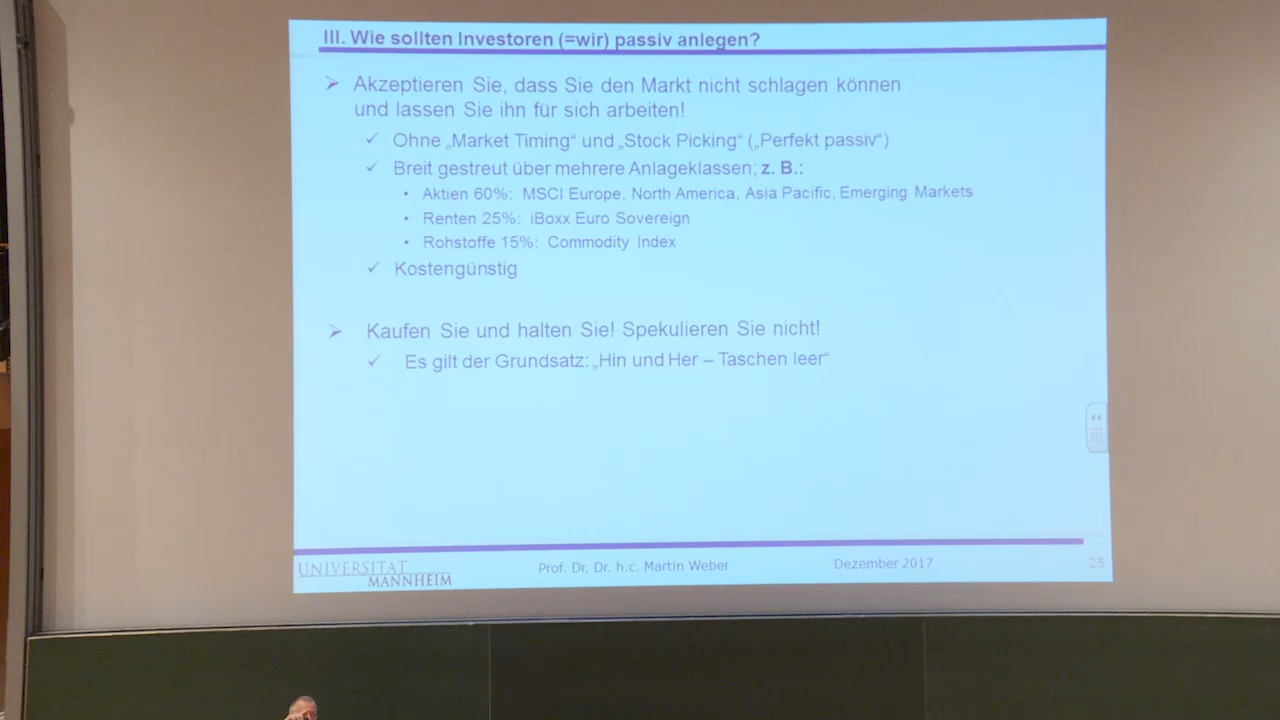 III. Wie sollten Investoren (=wir) passiv anlegen?
Akzeptieren Sie, dass Sie den Markt nicht schlagen können
und lassen Sie ihn für sich arbeiten!
Ohne „Market Timing“ und „Stock Picking“ („Perfekt passiv“)
Breit gestreut über mehrere Anlageklassen; z. B.:
Aktien 60%: MSCI Europe, North America, Asia Pacific, Emerging Markets
Renten 25%: iBoxx Euro Sovereign
Rohstoffe 15%: Commodity Index
Kostengünstig
Kaufen Sie und halten Sie! Spekulieren Sie nicht!
Es gilt der Grundsatz: „Hin und Her – Taschen leer“
UNIVERSITÄT
MANNHEIM
Prof. Dr. Dr. h.c. Martin Weber
Dezember 2017
25